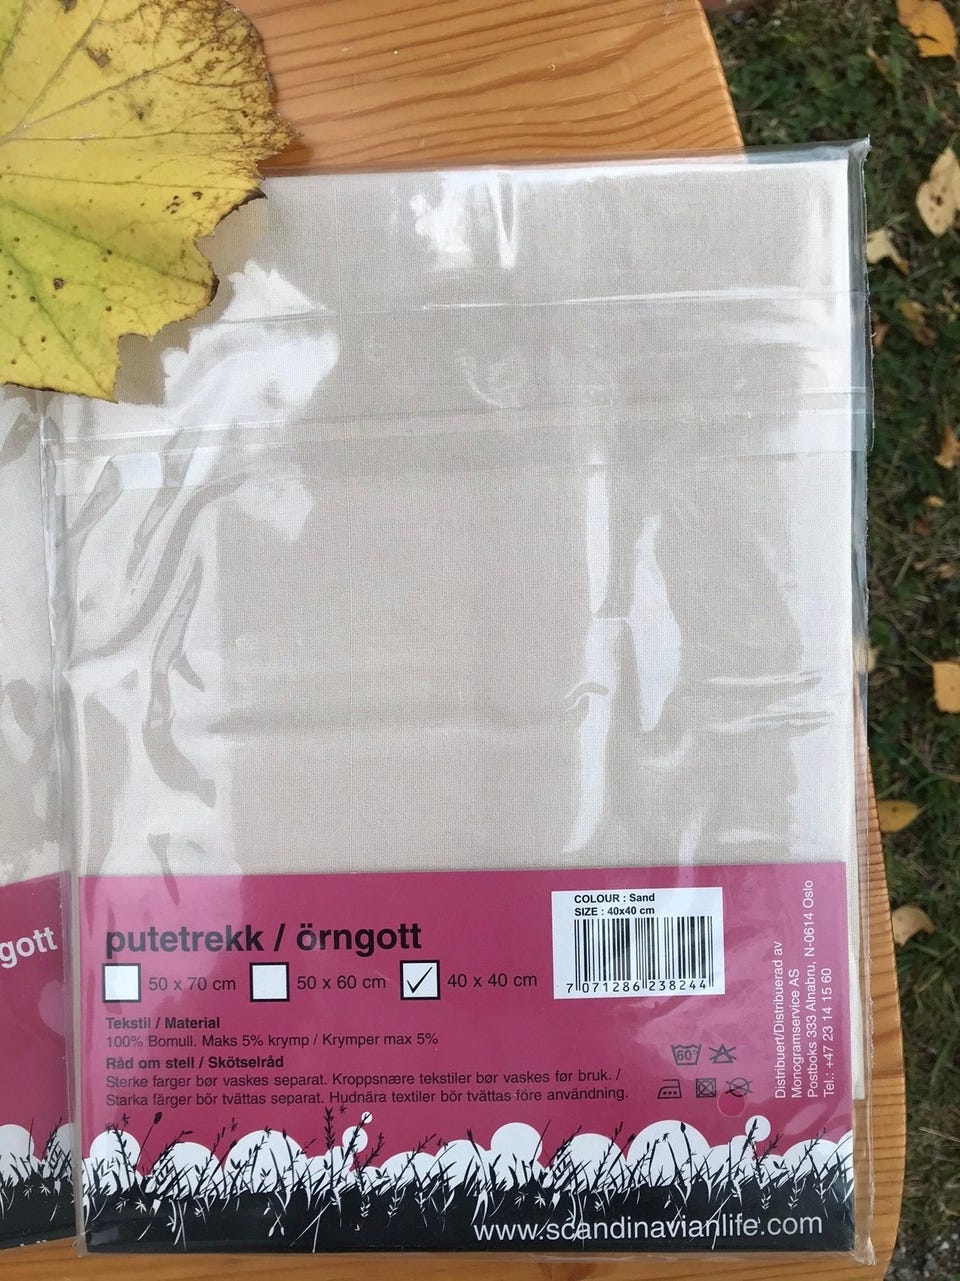 gott
COLOUR : Sand
SIZE : 40x40 cm
7 071286 238244
putetrekk / örngott
50 x 70 cm 50 x 60 cm 40 x 40 cm
Tekstil / Material
100% Bomull. Maks 5% krymp / Krymper max 5%
Råd om stell / Skötselråd
Sterke farger bør vaskes separat. Kroppsnære tekstiler bør vaskes før bruk. /
Starka färger bör tvättas separat. Hudnära textiler bör tvättas före användning.
60°
Distribuert/Distribuerad av
Monogramservice AS
Postboks 333 Alnabru, N-0614 Oslo
Tel.: +47 23 14 15 60
www.scandinavianlife.com